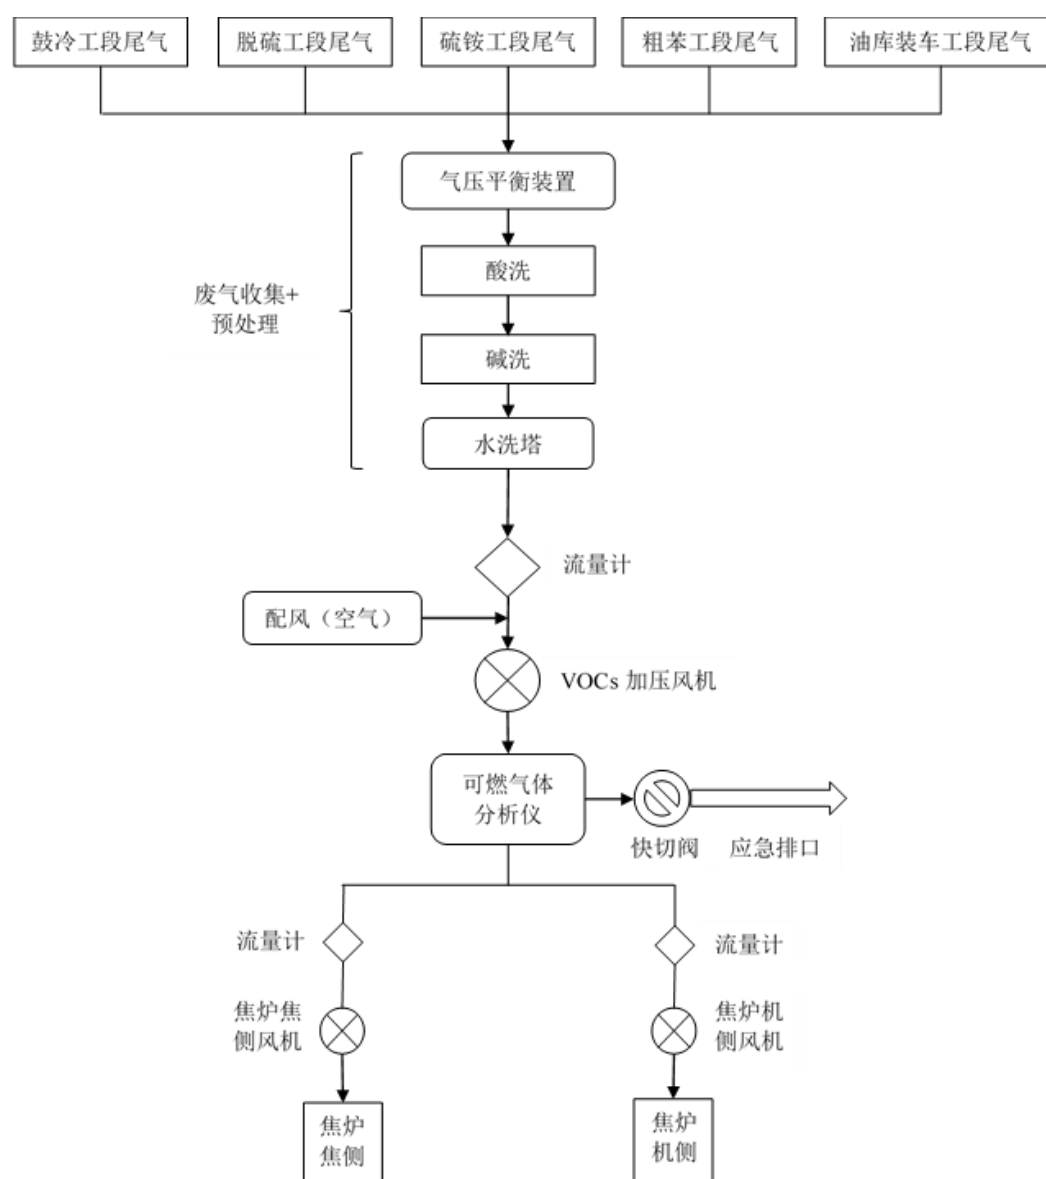 鼓冷工段尾气
脱硫工段尾气
硫铵工段尾气
粗苯工段尾气
油库装车工段尾气
气压平衡装置
酸洗
废气收集+
预处理
碱洗
水洗塔
流量计
配风（空气）
VOCs 加压风机
可燃气体
分析仪
快切阀
应急排口
流量计
流量计
焦炉焦
侧风机
焦炉机
侧风机
焦炉
焦侧
焦炉
机侧